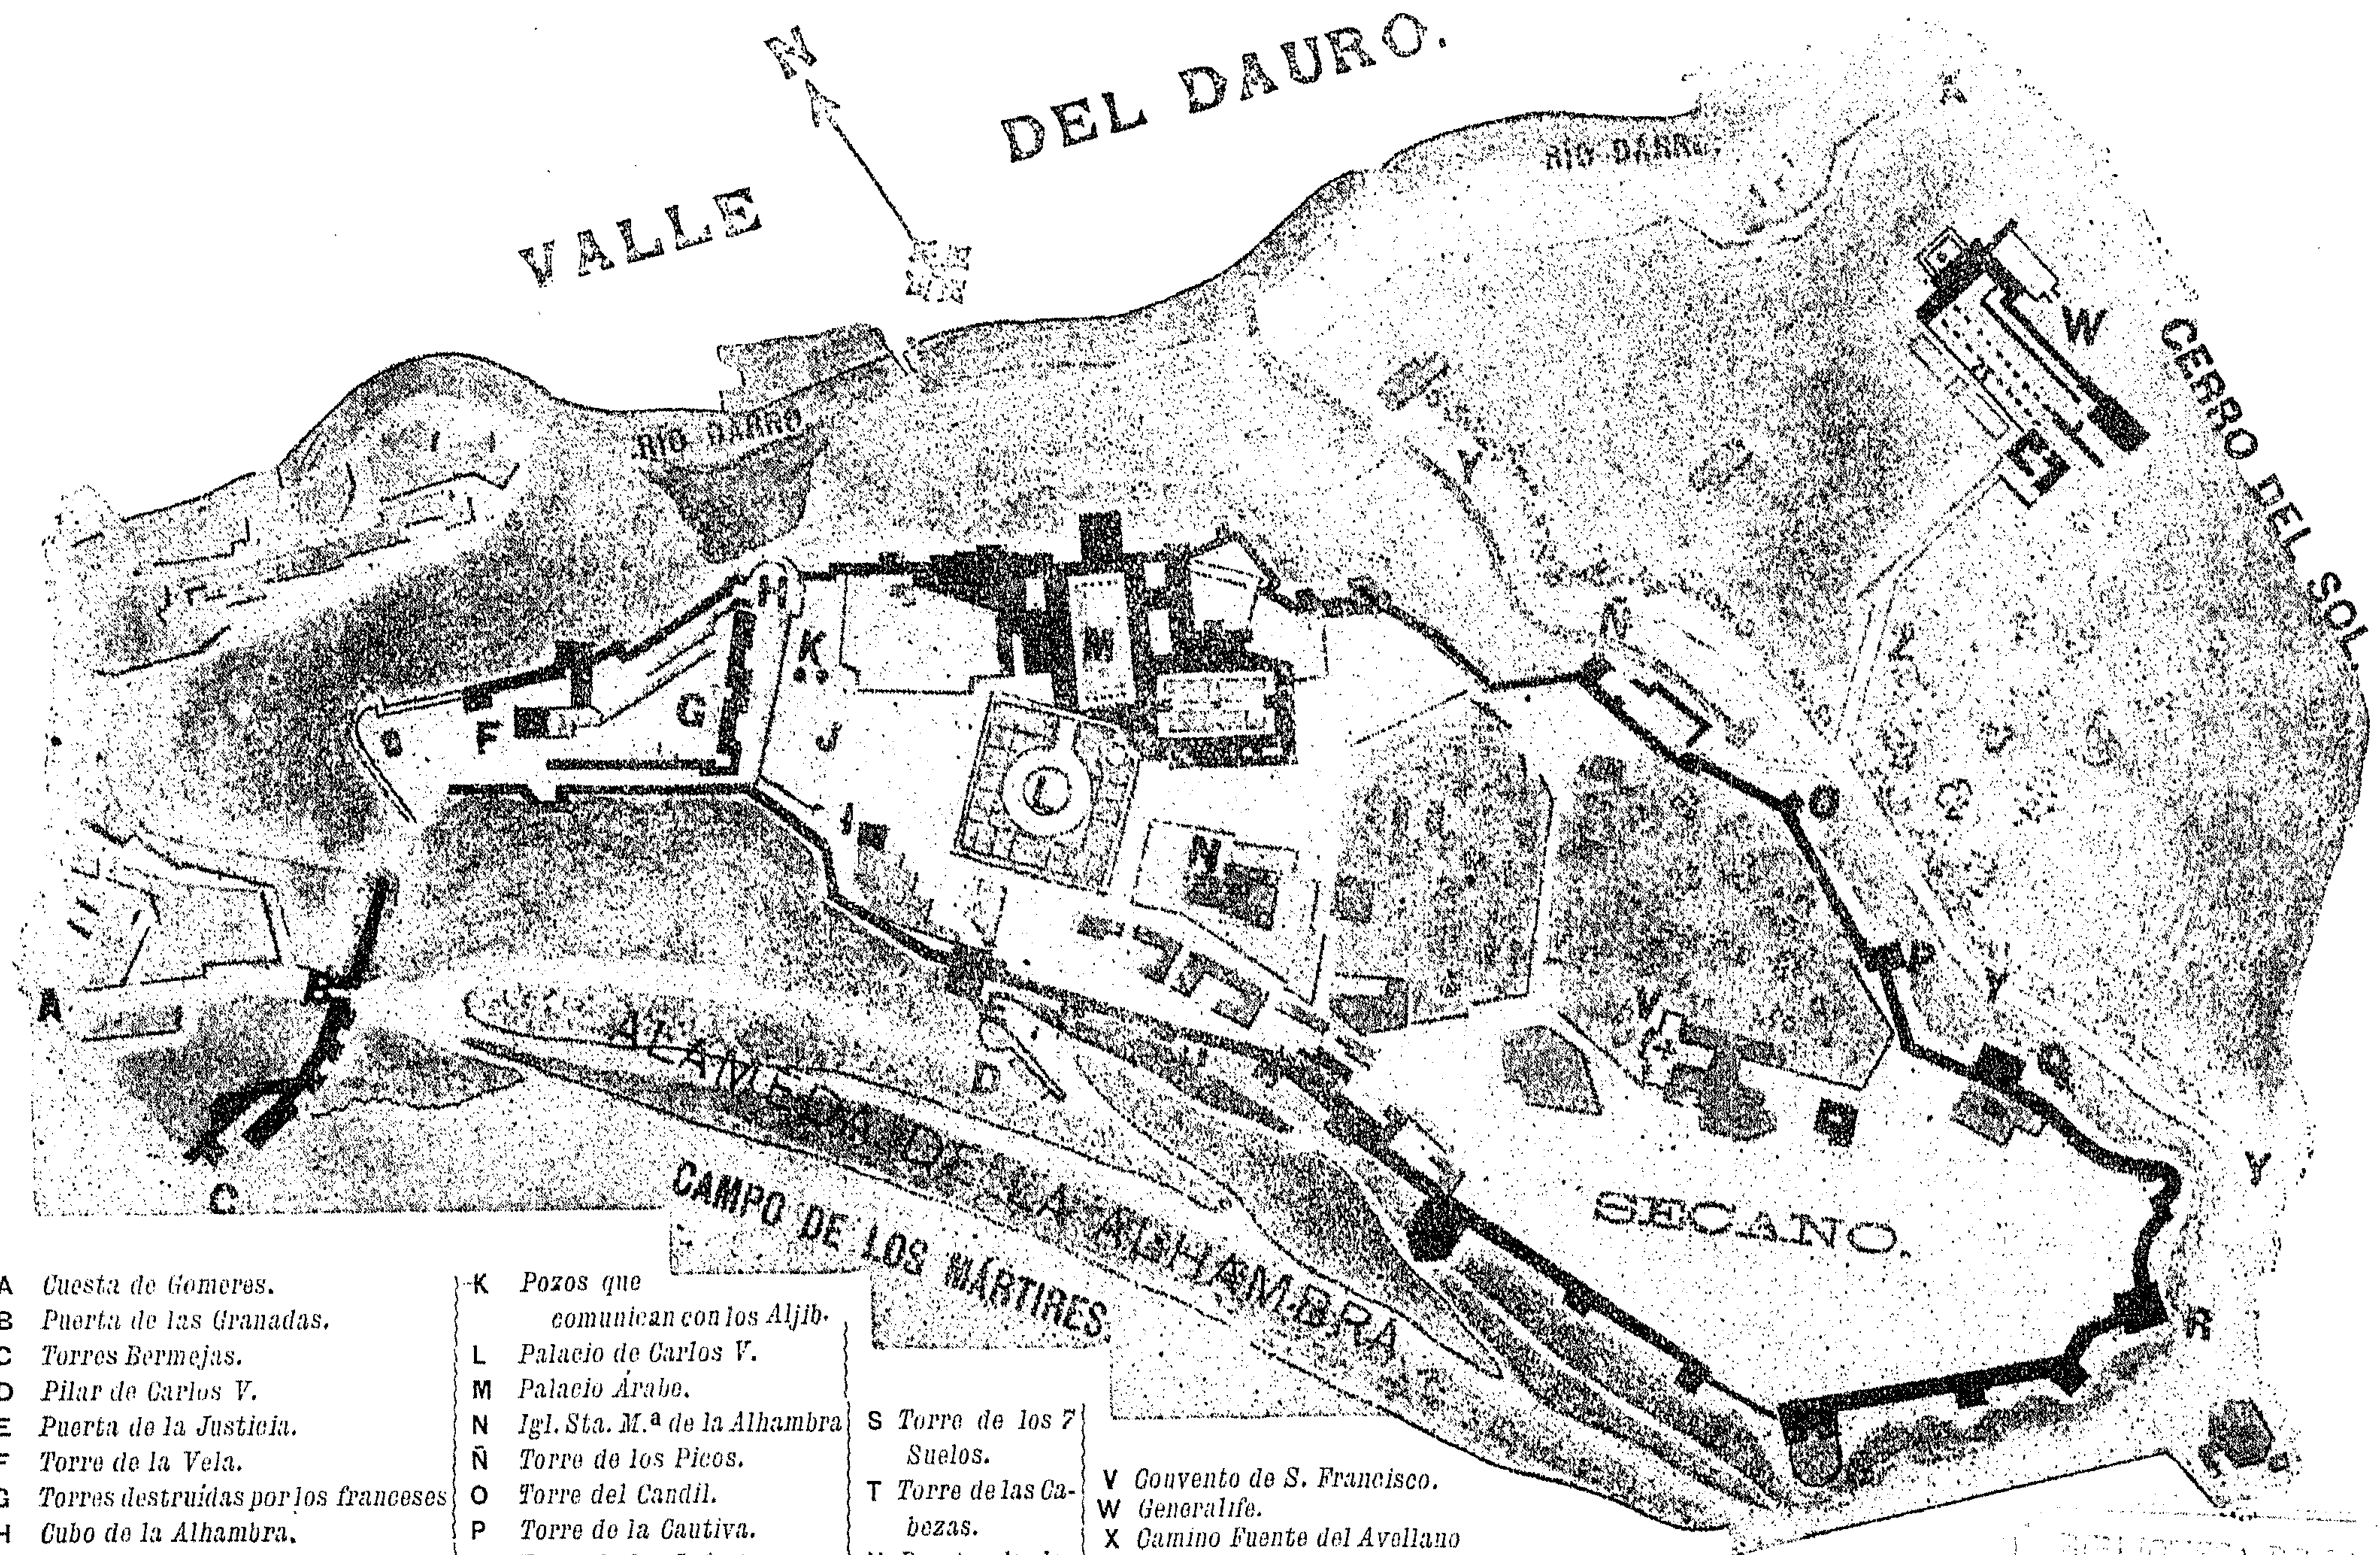 N
VALLE DEL DAURO.
RIO DARRO.
RIO DARRO.
W
CERRO DEL SOL.
H
K
M
Ñ
F
G
J
L
I
O
N
A
B
P
Y
V
Q
D
C
ALAMEDA DE LA ALHAMBRA
CAMPO DE LOS MÁRTIRES.
SECANO.
Y
R
A Cuesta de Gomeres.
B Puerta de las Granadas.
C Torres Bermejas.
D Pilar de Carlos V.
E Puerta de la Justicia.
F Torre de la Vela.
G Torres destruidas por los franceses
H Cubo de la Alhambra.
K Pozos que
comunican con los Aljib.
L Palacio de Carlos V.
M Palacio Árabe.
N Igl. Sta. M.ª de la Alhambra
Ñ Torre de los Picos.
O Torre del Candil.
P Torre de la Cautiva.
S Torre de los 7
Suelos.
T Torre de las Ca-
bezas.
V Convento de S. Francisco.
W Generalife.
X Camino Fuente del Avellano